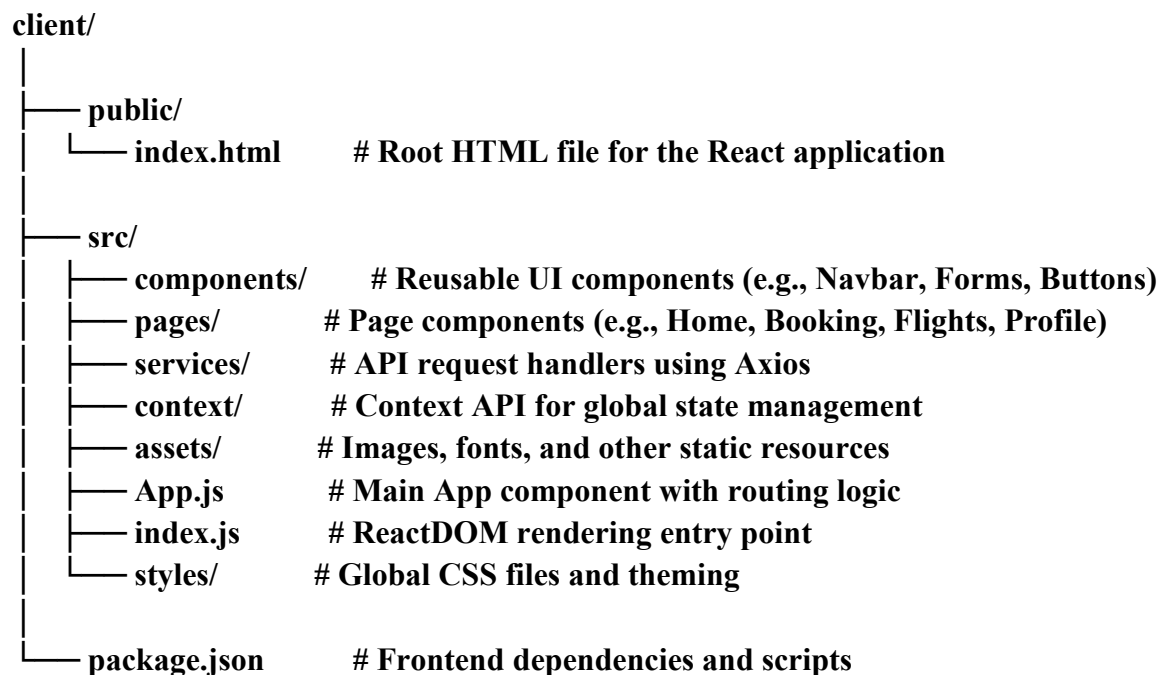 client/
│
├── public/
│   └── index.html        # Root HTML file for the React application
│
├── src/
│   ├── components/       # Reusable UI components (e.g., Navbar, Forms, Buttons)
│   ├── pages/            # Page components (e.g., Home, Booking, Flights, Profile)
│   ├── services/         # API request handlers using Axios
│   ├── context/          # Context API for global state management
│   ├── assets/           # Images, fonts, and other static resources
│   ├── App.js            # Main App component with routing logic
│   ├── index.js          # ReactDOM rendering entry point
│   └── styles/           # Global CSS files and theming
│
└── package.json          # Frontend dependencies and scripts